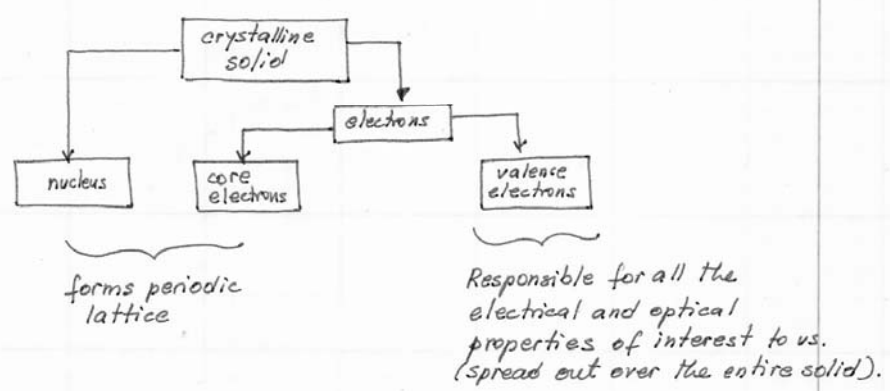 crystalline
solid
electrons
nucleus
core
electrons
valence
electrons
forms periodic
lattice
Responsible for all the
electrical and optical
properties of interest to us.
(spread out over the entire solid).